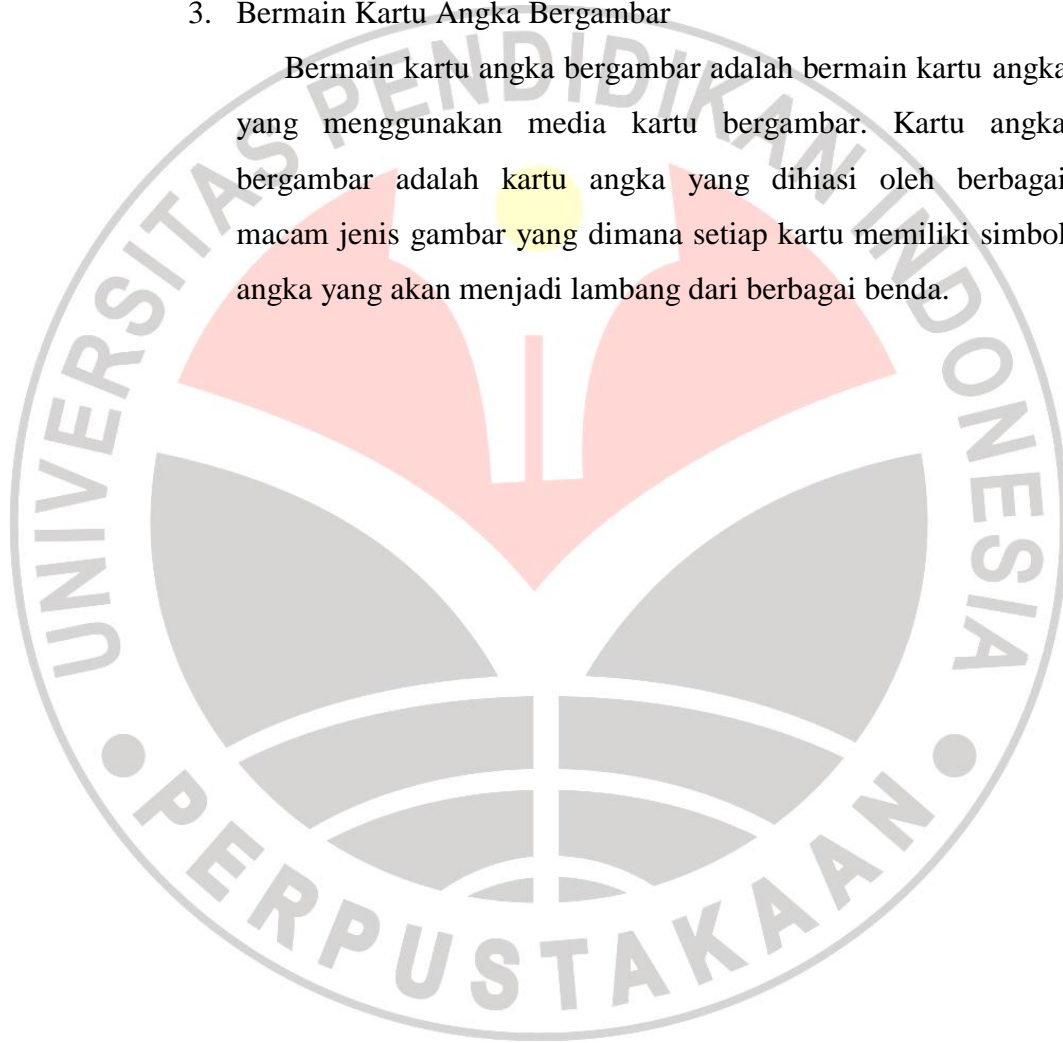 3. Bermain Kartu Angka Bergambar
Bermain kartu angka bergambar adalah bermain kartu angka
yang menggunakan media kartu bergambar. Kartu angka
bergambar adalah kartu angka yang dihiasi oleh berbagai
macam jenis gambar yang dimana setiap kartu memiliki simbol
angka yang akan menjadi lambang dari berbagai benda.
UNIVERSITAS PENDIDIKAN INDONESIA
PERPUSTAKAAN